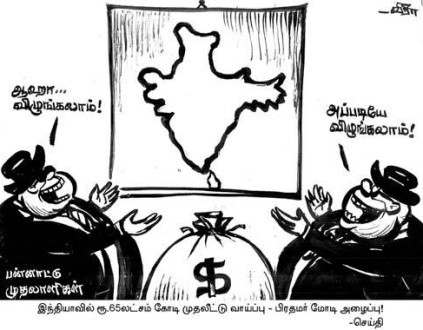 ஆஹா...
விழுங்கலாம்!
அப்படியே
விழுங்கலாம்!
பன்னாட்டு
முதலாளிகள்
$
இந்தியாவில் ரூ.65லட்சம் கோடி முதலீட்டு வாய்ப்பு - பிரதமர் மோடி அழைப்பு!
-செய்தி